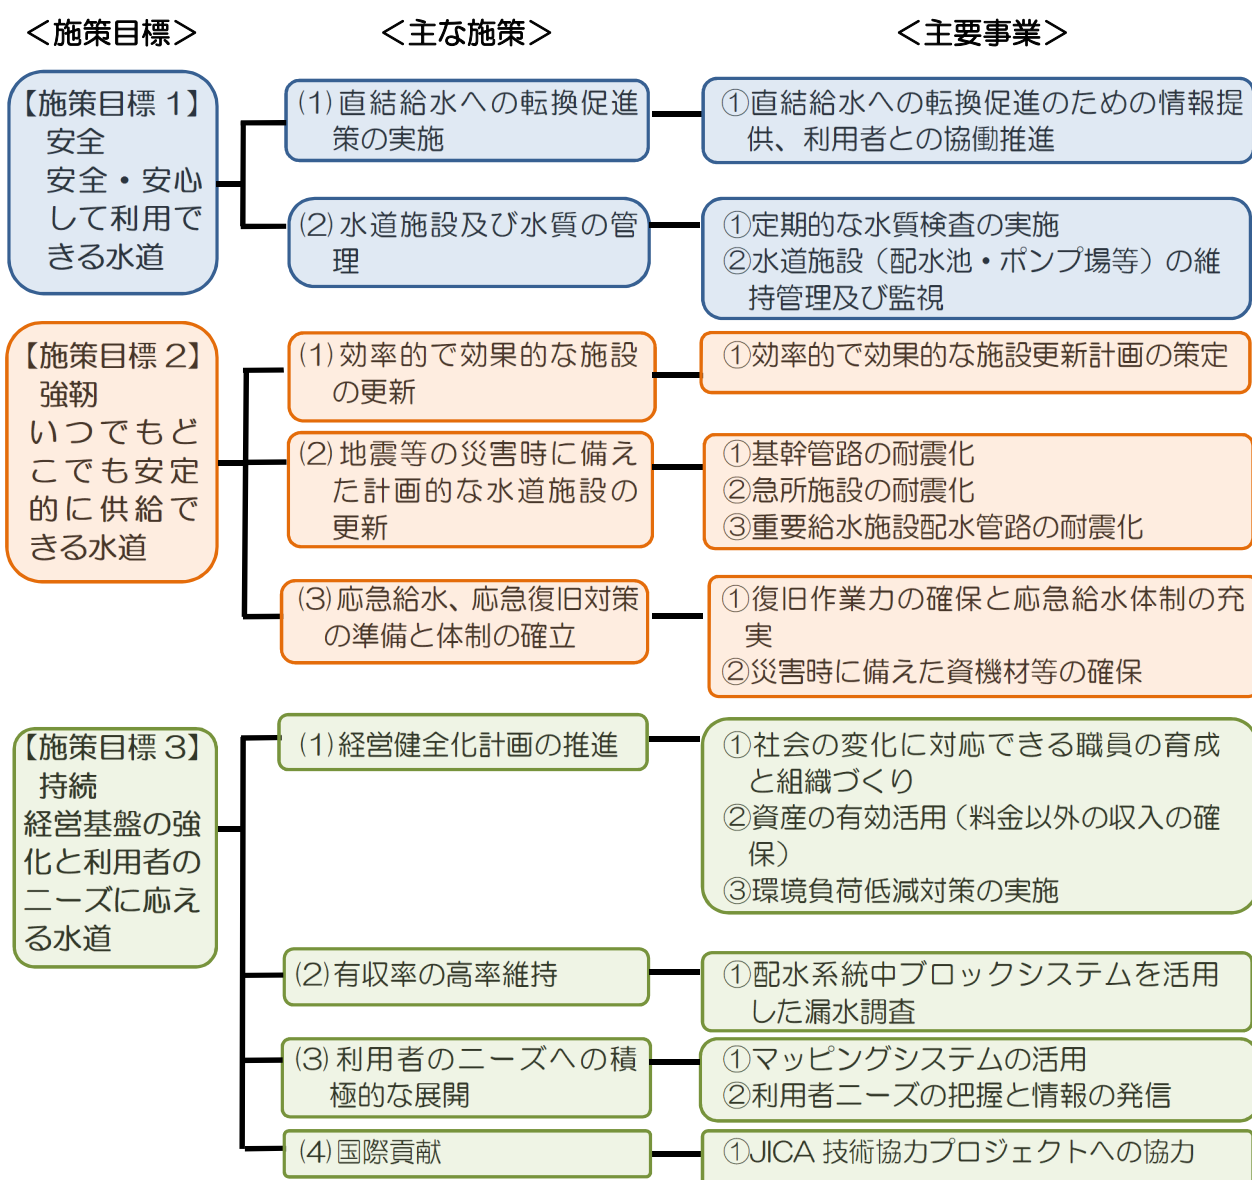 ＜施策目標＞
＜主な施策＞
＜主要事業＞
【施策目標 1】
安全
安全・安心
して利用で
きる水道
(1) 直結給水への転換促進
策の実施
①直結給水への転換促進のための情報提
供、利用者との協働推進
(2) 水道施設及び水質の管
理
①定期的な水質検査の実施
②水道施設（配水池・ポンプ場等）の維
持管理及び監視
【施策目標 2】
強靭
いつでもど
こでも安定
的に供給で
きる水道
(1) 効率的で効果的な施設
の更新
①効率的で効果的な施設更新計画の策定
(2) 地震等の災害時に備え
た計画的な水道施設の
更新
①基幹管路の耐震化
②急所施設の耐震化
③重要給水施設配水管路の耐震化
(3) 応急給水、応急復旧対策
の準備と体制の確立
①復旧作業力の確保と応急給水体制の充
実
②災害時に備えた資機材等の確保
【施策目標 3】
持続
経営基盤の強
化と利用者の
ニーズに応え
る水道
(1) 経営健全化計画の推進
①社会の変化に対応できる職員の育成
と組織づくり
②資産の有効活用（料金以外の収入の確
保）
③環境負荷低減対策の実施
(2) 有収率の高率維持
①配水系統中ブロックシステムを活用
した漏水調査
(3) 利用者のニーズへの積
極的な展開
①マッピングシステムの活用
②利用者ニーズの把握と情報の発信
(4) 国際貢献
①JICA 技術協力プロジェクトへの協力